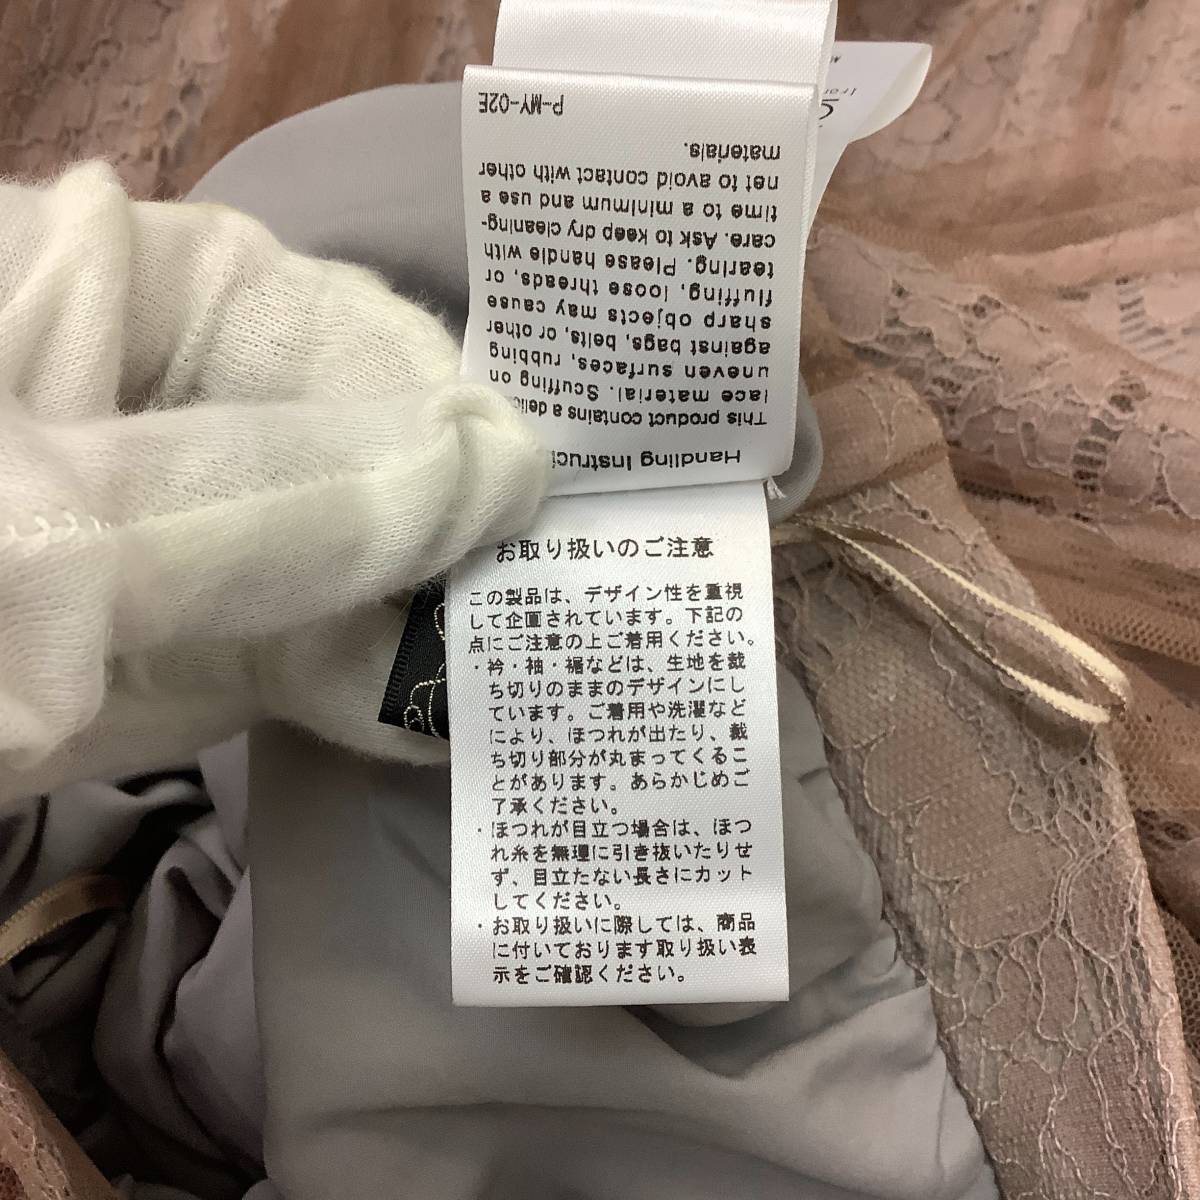 Handling
This product contains a
lace material. Scuffing on
uneven surfaces, rubbing
against bags, belts, or other
sharp objects may cause
fluffing, loose threads, or
tearing. Please handle with
care. Ask to keep dry cleaning-
time to a minimum and use a
net to avoid contact with other
materials.
P-MY-02E
お取り扱いのご注意
この製品は、デザイン性を重視
して企画されています。下記の
点にご注意の上ご着用ください。
・衿・袖・裾などは、生地を裁
ち切りのままのデザインにし
ています。ご着用や洗濯など
により、ほつれが出たり、裁
ち切り部分が丸まってくるこ
とがあります。あらかじめご
了承ください。
・ほつれが目立つ場合は、ほつ
れ糸を無理に引き抜いたりせ
ず、目立たない長さにカット
してください。
・お取り扱いに際しては、商品
に付いております取り扱い表
示をご確認ください。